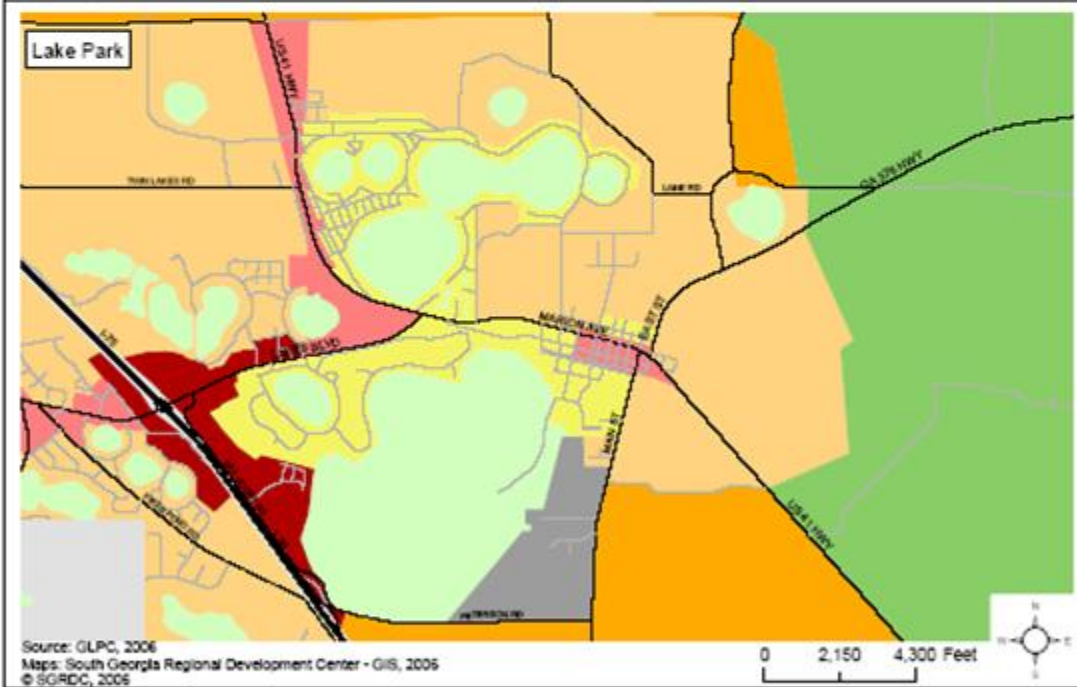 Lake Park
US 41 HWY
TWIN LAKES RD
LAKE RD
GA 376 HWY
MARION AVE
MAIN ST
I-75
US 41 HWY
PETERSON RD
Source: GLPC, 2006
Maps: South Georgia Regional Development Center - GIS, 2006
© SGRDC, 2006
0 2,150 4,300 Feet
N
W
E
S